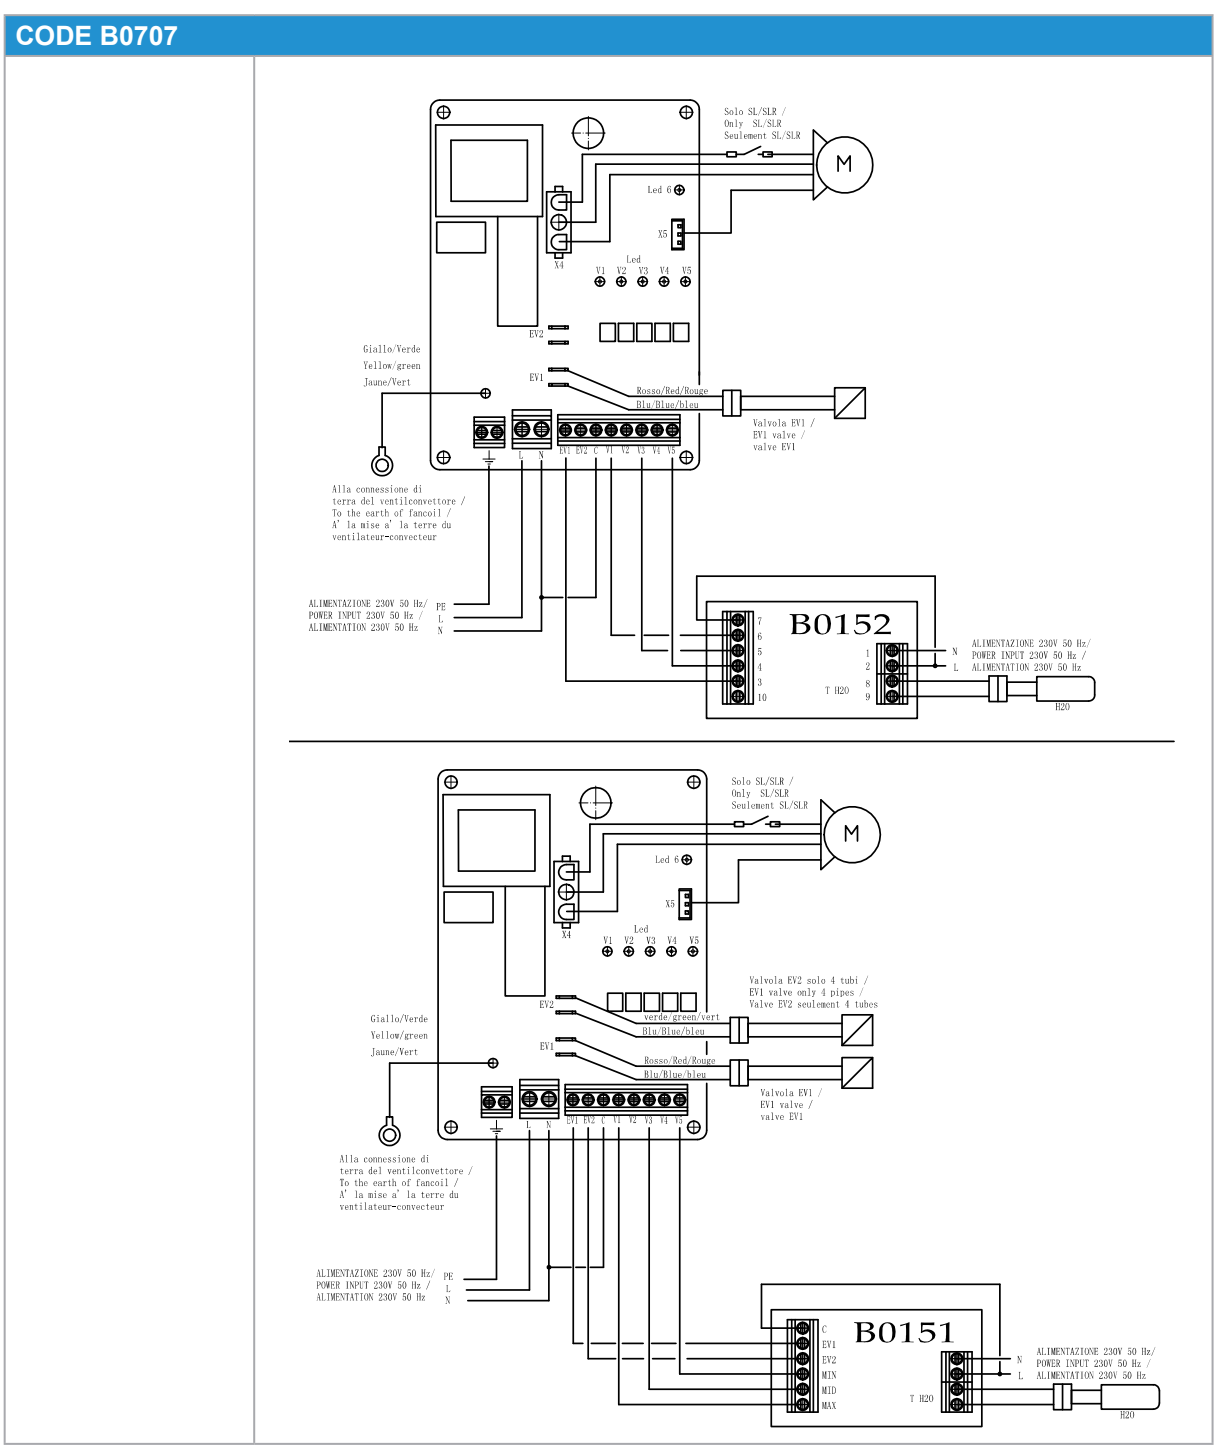 CODE B0707
Solo SL/SLR /
Only SL/SLR
Seulement SL/SLR
M
Led 6
X5
X4
Led
V1 V2 V3 V4 V5
EV2
Giallo/Verde
Yellow/green
Jaune/Vert
EV1
Rosso/Red/Rouge
Blu/Blue/bleu
Valvola EV1 /
EV1 valve /
valve EV1
L N EV1 EV2 C V1 V2 V3 V4 V5
Alla connessione di
terra del ventilconvettore /
To the earth of fancoil /
A' la mise a' la terre du
ventilateur-convecteur
ALIMENTAZIONE 230V 50 Hz/
POWER INPUT 230V 50 Hz /
ALIMENTATION 230V 50 Hz
PE
L
N
B0152
7
6
5
4
3
10
1
2
8
9
T H2O
N
L
ALIMENTAZIONE 230V 50 Hz/
POWER INPUT 230V 50 Hz /
ALIMENTATION 230V 50 Hz
H2O
Solo SL/SLR /
Only SL/SLR
Seulement SL/SLR
M
Led 6
X5
X4
Led
V1 V2 V3 V4 V5
Valvola EV2 solo 4 tubi /
EV1 valve only 4 pipes /
Valve EV2 seulement 4 tubes
EV2
verde/green/vert
Blu/Blue/bleu
Giallo/Verde
Yellow/green
Jaune/Vert
EV1
Rosso/Red/Rouge
Blu/Blue/bleu
Valvola EV1 /
EV1 valve /
valve EV1
L N EV1 EV2 C V1 V2 V3 V4 V5
Alla connessione di
terra del ventilconvettore /
To the earth of fancoil /
A' la mise a' la terre du
ventilateur-convecteur
ALIMENTAZIONE 230V 50 Hz/
POWER INPUT 230V 50 Hz /
ALIMENTATION 230V 50 Hz
PE
L
N
B0151
C
EV1
EV2
MIN
MID
MAX
T H2O
N
L
ALIMENTAZIONE 230V 50 Hz/
POWER INPUT 230V 50 Hz /
ALIMENTATION 230V 50 Hz
H2O